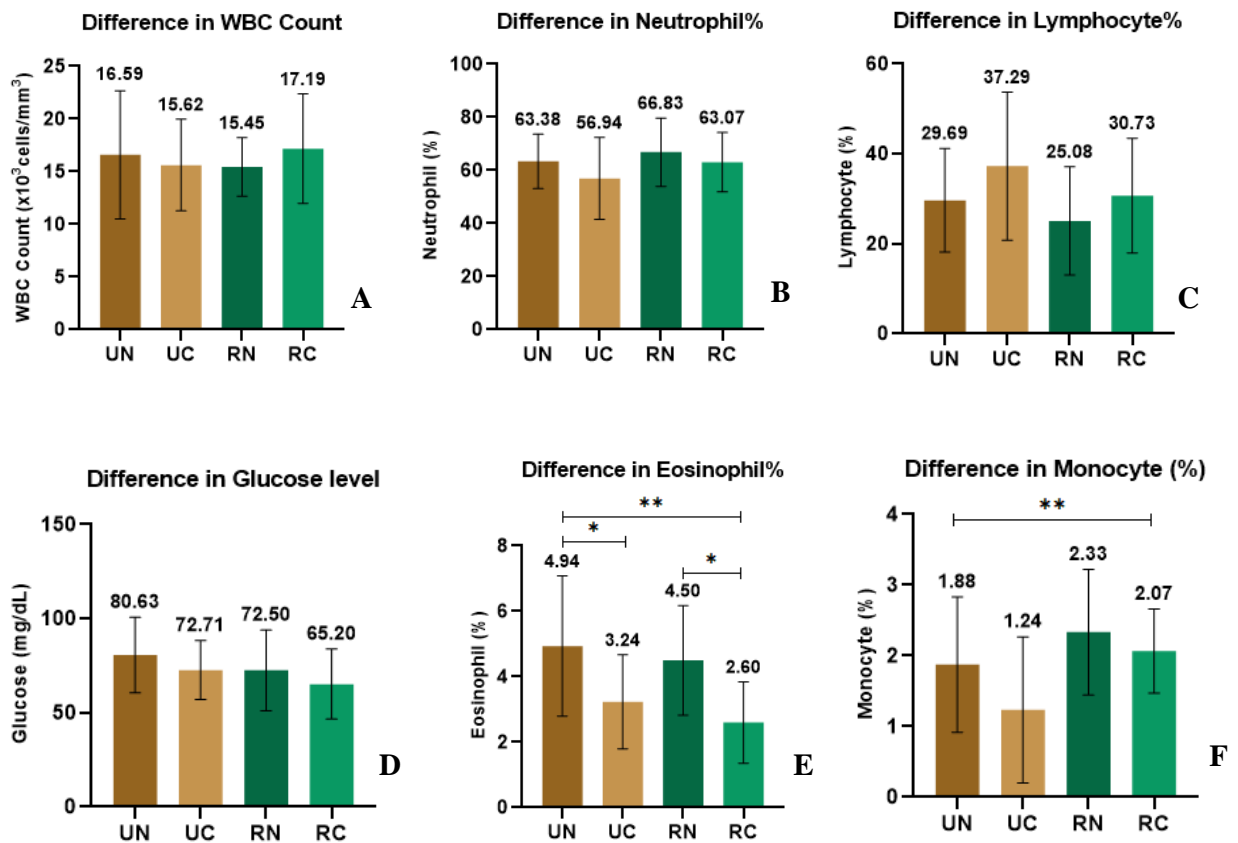 Difference in WBC Count
WBC Count (x10³cells/mm³)
25
20
15
10
5
0
16.59
15.62
15.45
17.19
UN UC RN RC
A
Difference in Neutrophil%
Neutrophil (%)
100
80
60
40
20
0
63.38
56.94
66.83
63.07
UN UC RN RC
B
Difference in Lymphocyte%
Lymphocyte (%)
60
40
20
0
29.69
37.29
25.08
30.73
UN UC RN RC
C
Difference in Glucose level
Glucose (mg/dL)
150
100
50
0
80.63
72.71
72.50
65.20
UN UC RN RC
D
Difference in Eosinophil%
Eosinophil (%)
8
6
4
2
0
**
*
*
4.94
3.24
4.50
2.60
UN UC RN RC
E
Difference in Monocyte (%)
Monocyte (%)
4
3
2
1
0
**
1.88
1.24
2.33
2.07
UN UC RN RC
F